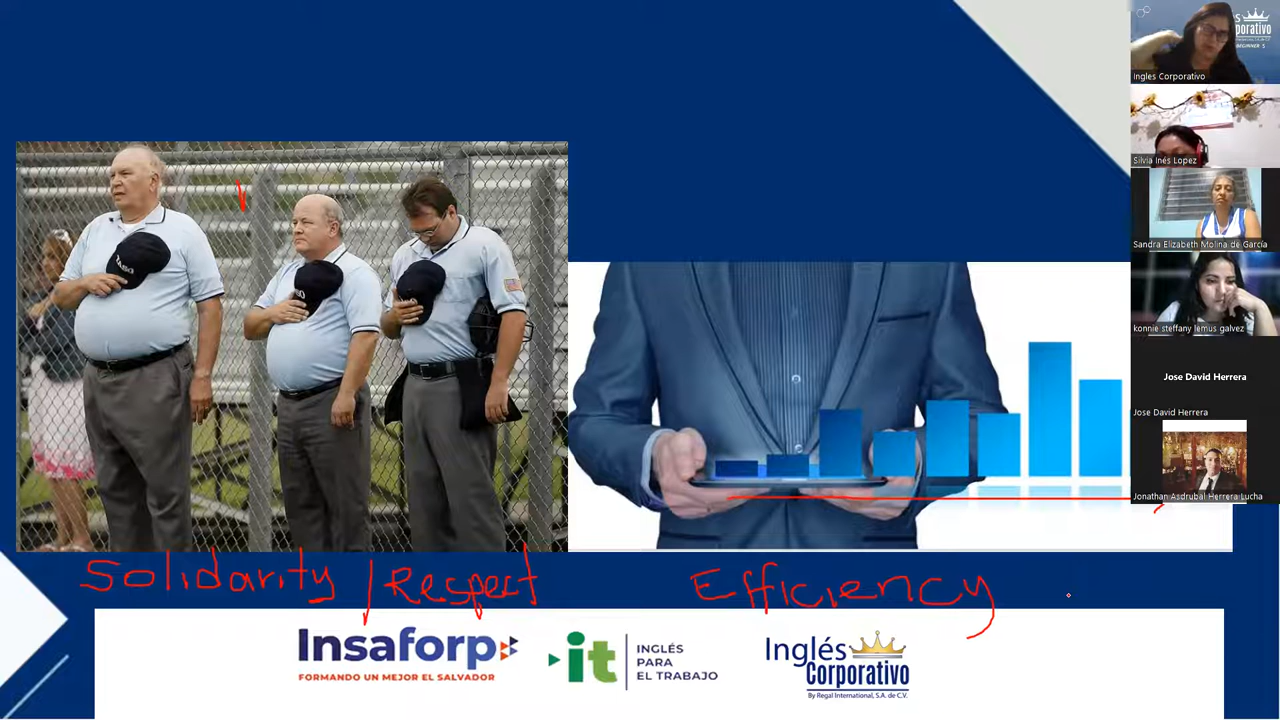 Solidarity / Respect
Efficiency
Insaforp
FORMANDO UN MEJOR EL SALVADOR
it
INGLÉS
PARA
EL TRABAJO
Inglés
Corporativo
By Regal International, S.A. de C.V.
Ingles Corporativo
Silvia Inés Lopez
Sandra Elizabeth Molina de García
konnie steffany lemus galvez
Jose David Herrera
Jose David Herrera
Jonathan Asdrubal Herrera Lucha